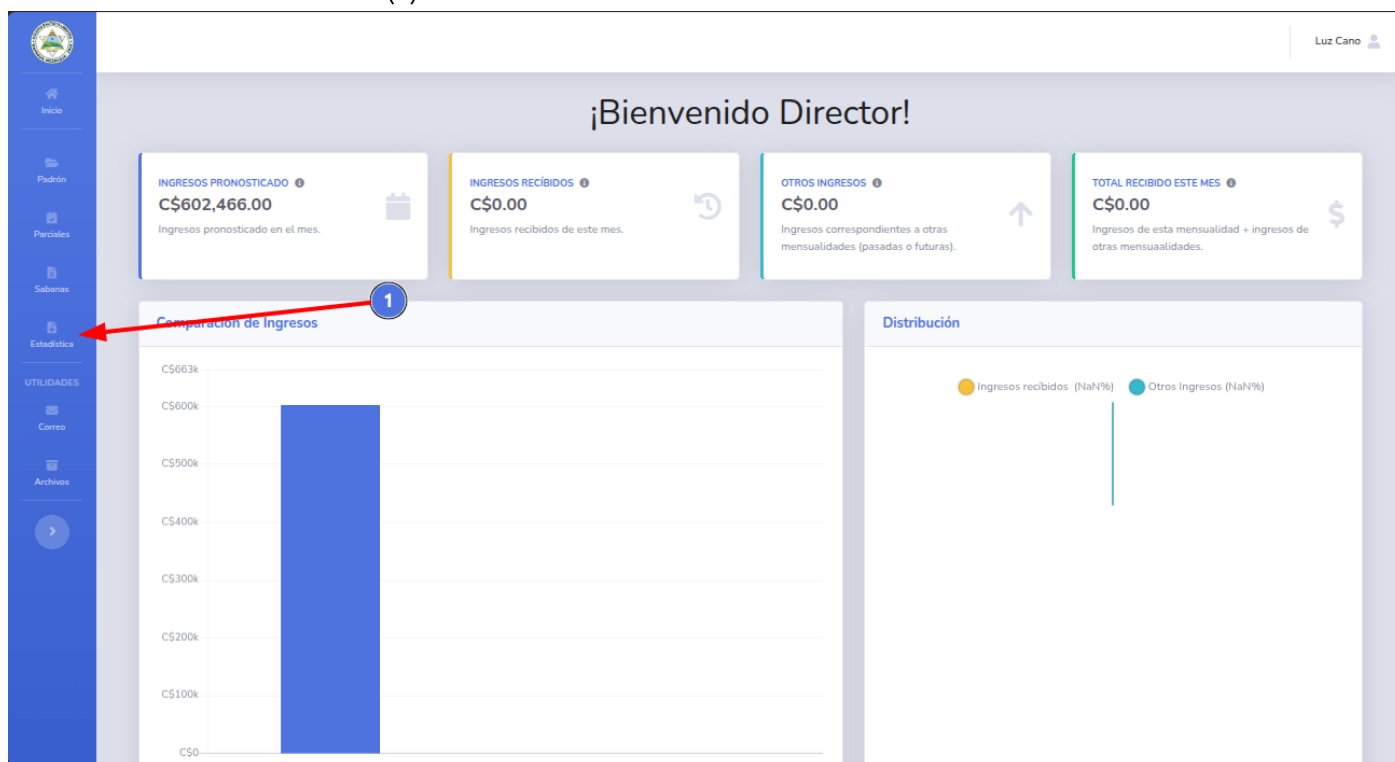 (.)
Luz Cano
Inicio
Padrón
Parciales
Sabanas
Estadística
UTILIDADES
Correo
Archivos
¡Bienvenido Director!
INGRESOS PRONOSTICADO
C$602,466.00
Ingresos pronosticado en el mes.
INGRESOS RECÍBIDOS
C$0.00
Ingresos recibidos de este mes.
OTROS INGRESOS
C$0.00
Ingresos correspondientes a otras
mensualidades (pasadas o futuras).
TOTAL RECIBIDO ESTE MES
C$0.00
Ingresos de esta mensualidad + ingresos de
otras mensuaalidades.
1
Comparación de Ingresos
C$663k
C$600k
C$500k
C$400k
C$300k
C$200k
C$100k
C$0
Distribución
Ingresos recíbidos (NaN%)
Otros Ingresos (NaN%)